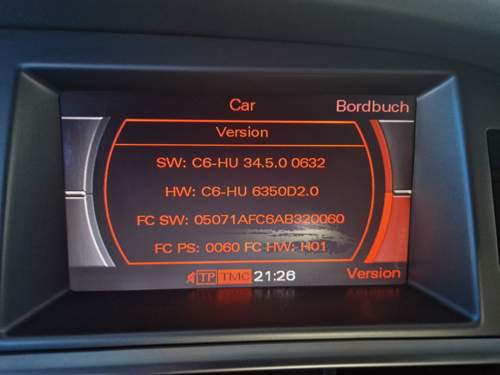 Car
Bordbuch
Version
SW: C6-HU 34.5.0 0632
HW: C6-HU 6350D2.0
FC SW: 05071AFC6AB320060
FC PS: 0060 FC HW: H01
TP TMC 21:26
Version